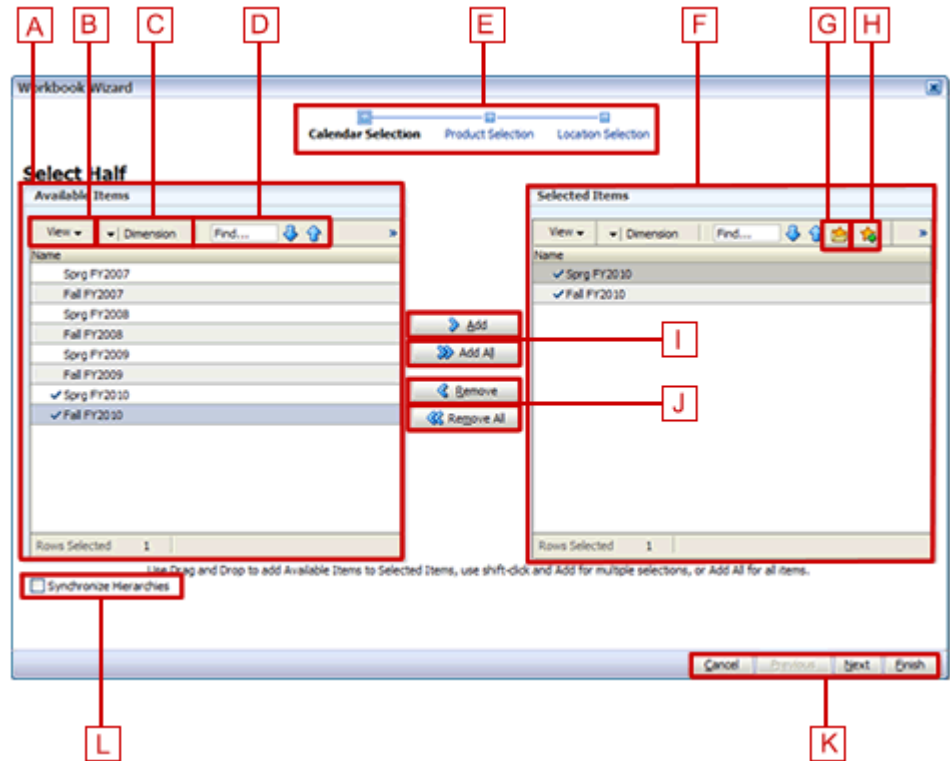 A B C D E F G H
Workbook Wizard
Calendar Selection Product Selection Location Selection
Select Half
Available Items
View Dimension Find... »
Name
Sprg FY2007
Fall FY2007
Sprg FY2008
Fall FY2008
Sprg FY2009
Fall FY2009
Sprg FY2010
Fall FY2010
Rows Selected 1
Add
Add All
I
Remove
J
Remove All
Selected Items
View Dimension Find... »
Name
Sprg FY2010
Fall FY2010
Rows Selected 1
Use Drag and Drop to add Available Items to Selected Items, use shift-click and Add for multiple selections, or Add All for all items.
Synchronize Hierarchies
Cancel Previous Next Finish
L K